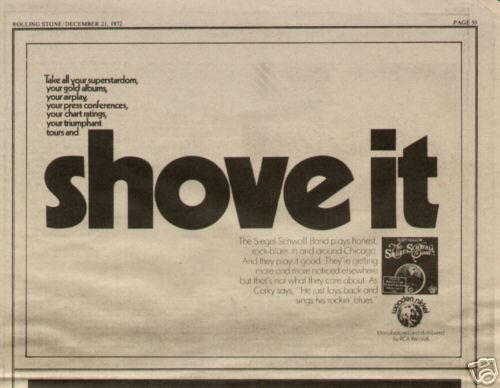 ROLLING STONE/DECEMBER 21, 1972
PAGE 55
Take all your superstardom,
your gold albums,
your airplay,
your press conferences,
your chart ratings,
your triumphant
tours and
shove it
The Siegel-Schwall Band plays honest,
rock-blues in and around Chicago.
And they play it good. They're getting
more and more noticed elsewhere
but that's not what they care about. As
Corky says, "He just lays back and
sings his rockin' blues."
The
Siegel Schwall
Band
wooden nickel
Manufactured and distributed
by RCA Records